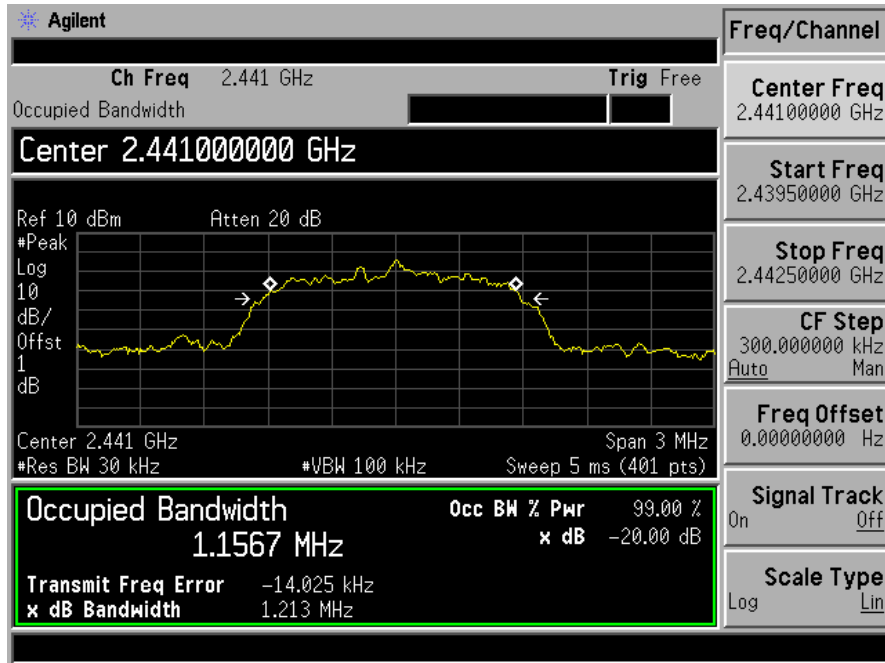 Agilent
Freq/Channel
Ch Freq 2.441 GHz Trig Free
Occupied Bandwidth
Center 2.441000000 GHz
Ref 10 dBm Atten 20 dB
#Peak
Log
10
dB/
Offst
1
dB
Center 2.441 GHz Span 3 MHz
#Res BW 30 kHz #VBW 100 kHz Sweep 5 ms (401 pts)
Occupied Bandwidth Occ BW % Pwr 99.00 %
1.1567 MHz x dB -20.00 dB
Transmit Freq Error -14.025 kHz
x dB Bandwidth 1.213 MHz
Center Freq
2.44100000 GHz
Start Freq
2.43950000 GHz
Stop Freq
2.44250000 GHz
CF Step
300.000000 kHz
Auto Man
Freq Offset
0.00000000 Hz
Signal Track
On Off
Scale Type
Log Lin